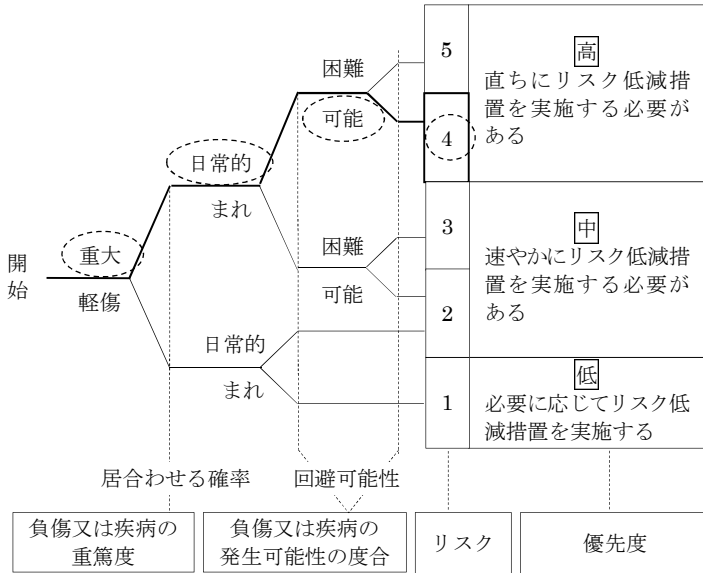 困難
可能
日常的
まれ
重大
軽傷
開始
困難
可能
日常的
まれ
5
4
3
2
1
高
直ちにリスク低減措
置を実施する必要が
ある
中
速やかにリスク低減措
置を実施する必要が
ある
低
必要に応じてリスク低
減措置を実施する
居合わせる確率
回避可能性
負傷又は疾病の
重篤度
負傷又は疾病の
発生可能性の度合
リスク
優先度